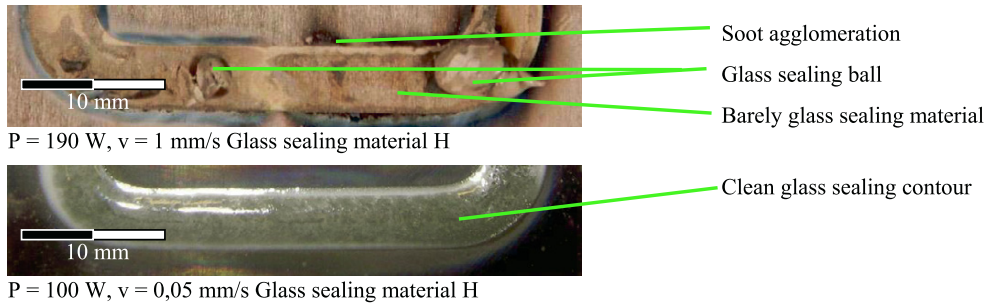 Soot agglomeration
Glass sealing ball
10 mm
Barely glass sealing material
P = 190 W, v = 1 mm/s Glass sealing material H
Clean glass sealing contour
10 mm
P = 100 W, v = 0,05 mm/s Glass sealing material H